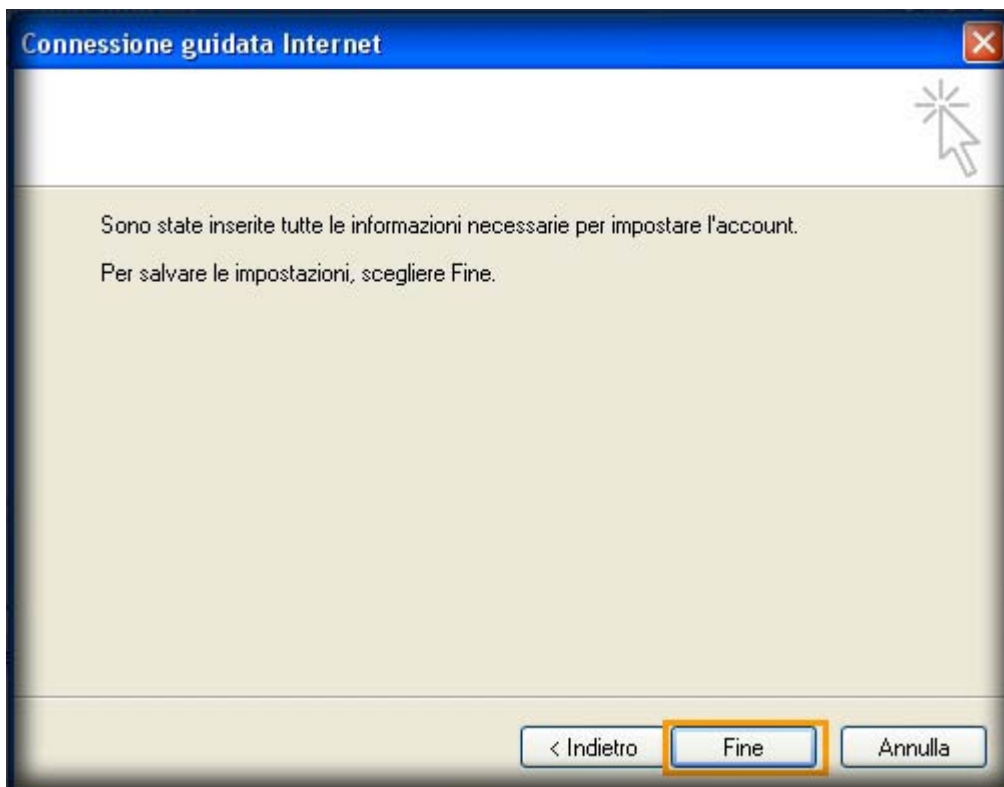 Connessione guidata Internet
Sono state inserite tutte le informazioni necessarie per impostare l'account.
Per salvare le impostazioni, scegliere Fine.
< Indietro
Fine
Annulla